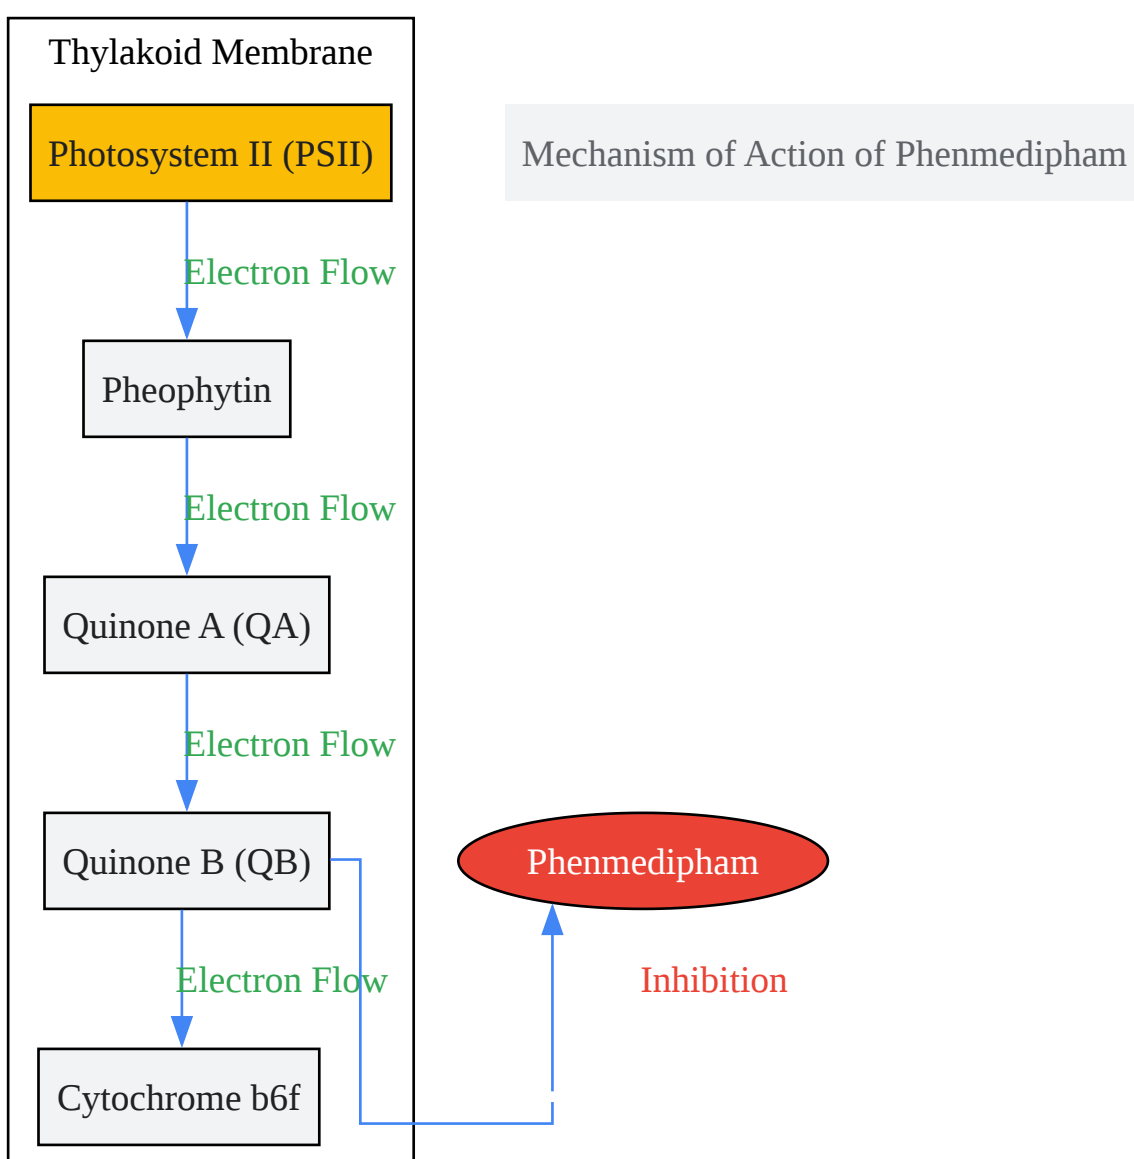 Thylakoid Membrane
Photosystem II (PSII)
Mechanism of Action of Phenmedipham
Electron Flow
Pheophytin
Electron Flow
Quinone A (QA)
Electron Flow
Quinone B (QB)
Phenmedipham
Electron Flow
Inhibition
Cytochrome b6f